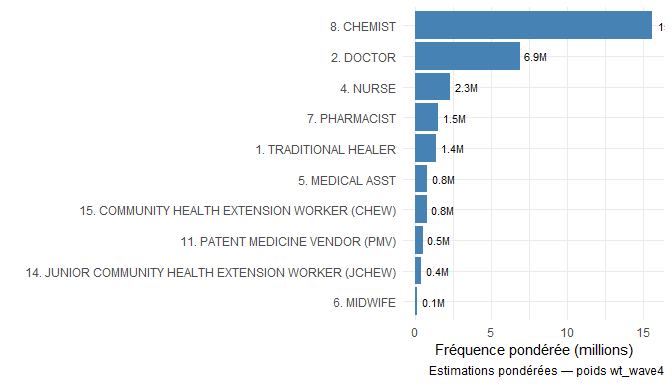 8. CHEMIST
2. DOCTOR 6.9M
4. NURSE 2.3M
7. PHARMACIST 1.5M
1. TRADITIONAL HEALER 1.4M
5. MEDICAL ASST 0.8M
15. COMMUNITY HEALTH EXTENSION WORKER (CHEW) 0.8M
11. PATENT MEDICINE VENDOR (PMV) 0.5M
14. JUNIOR COMMUNITY HEALTH EXTENSION WORKER (JCHEW) 0.4M
6. MIDWIFE 0.1M
0 5 10 15
Fréquence pondérée (millions)
Estimations pondérées — poids wt_wave4